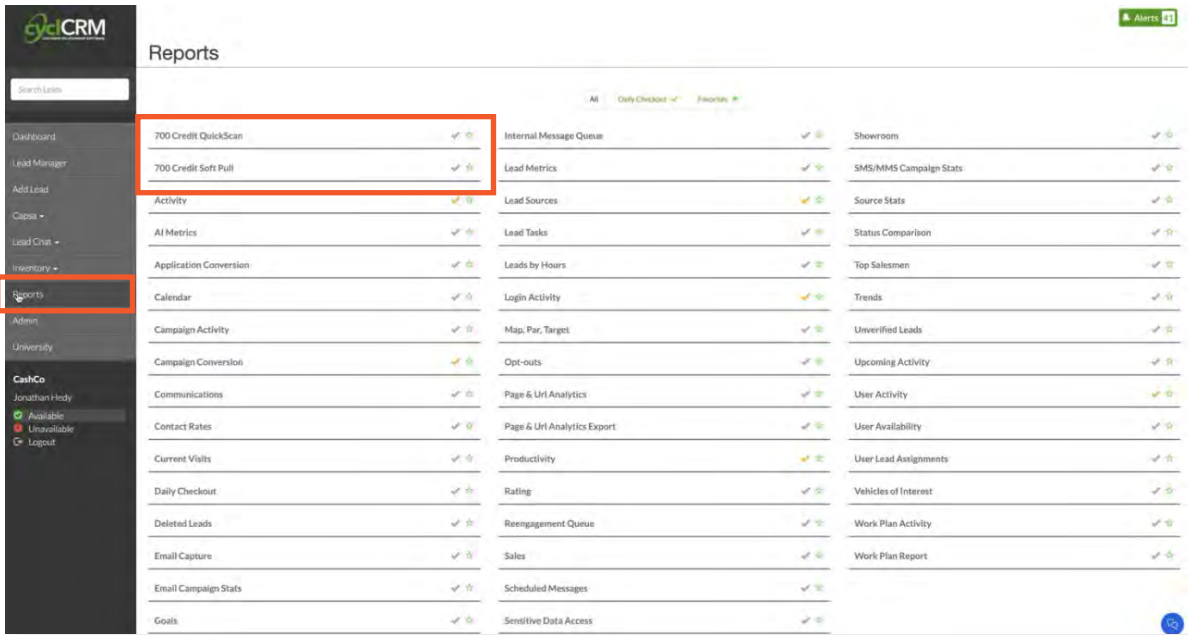 cyclCRM
Alerts 41
Reports
Search Leads
All
Daily Checkout
Favorites
Dashboard
Lead Manager
Add Lead
Capsa
Lead Chat
Inventory
Reports
Admin
University
CashCo
Jonathan Hedy
Available
Unavailable
Logout
700 Credit QuickScan
700 Credit Soft Pull
Activity
AI Metrics
Application Conversion
Calendar
Campaign Activity
Campaign Conversion
Communications
Contact Rates
Current Visits
Daily Checkout
Deleted Leads
Email Capture
Email Campaign Stats
Goals
Internal Message Queue
Lead Metrics
Lead Sources
Lead Tasks
Leads by Hours
Login Activity
Map, Par, Target
Opt-outs
Page & Url Analytics
Page & Url Analytics Export
Productivity
Rating
Reengagement Queue
Sales
Scheduled Messages
Sensitive Data Access
Showroom
SMS/MMS Campaign Stats
Source Stats
Status Comparison
Top Salesmen
Trends
Unverified Leads
Upcoming Activity
User Activity
User Availability
User Lead Assignments
Vehicles of Interest
Work Plan Activity
Work Plan Report